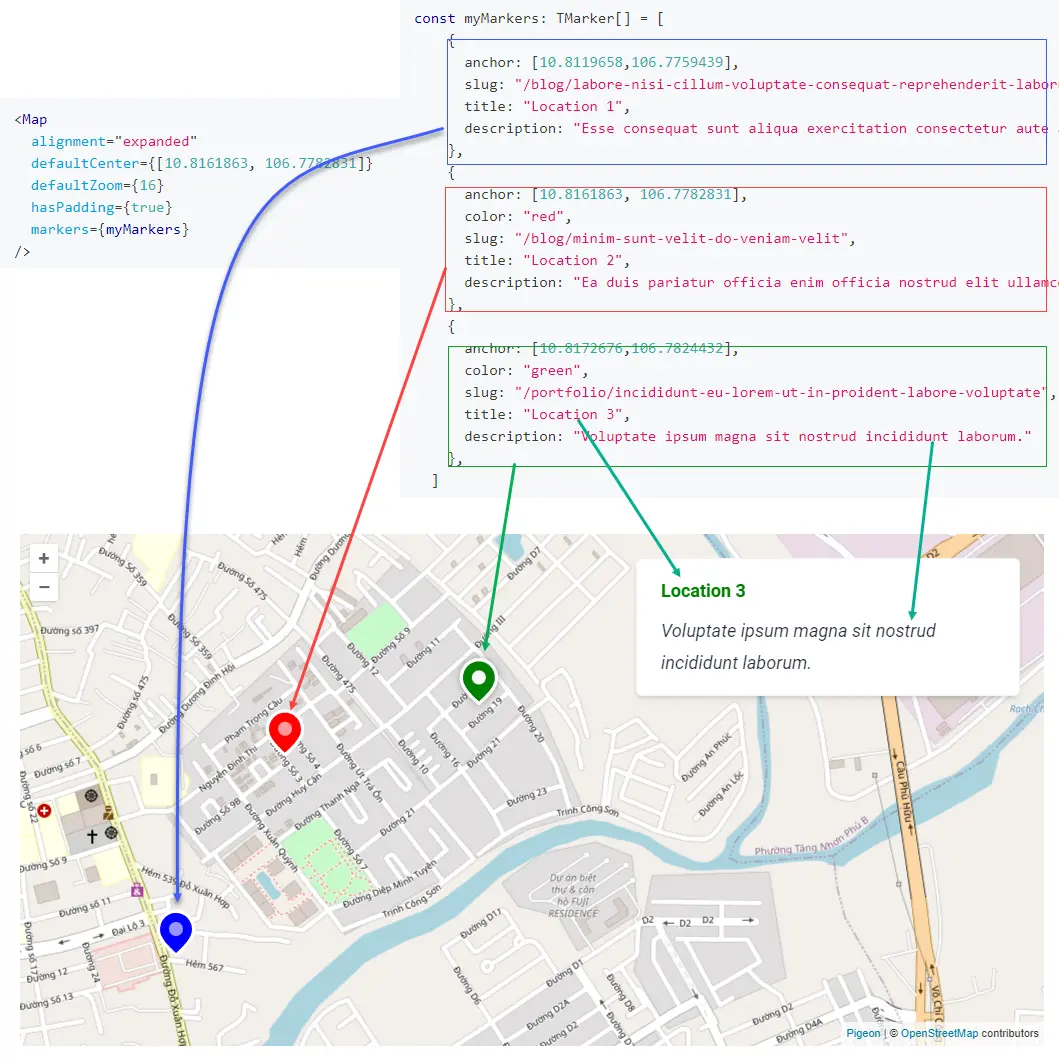 const myMarkers: TMarker[] = [
{
anchor: [10.8119658,106.7759439],
slug: "/blog/labore-nisi-cillum-voluptate-consequat-reprehenderit-labor
title: "Location 1",
description: "Esse consequat sunt aliqua exercitation consectetur aute
},
{
anchor: [10.8161863, 106.7782831],
color: "red",
slug: "/blog/minim-sunt-velit-do-veniam-velit",
title: "Location 2",
description: "Ea duis pariatur officia enim officia nostrud elit ullamc
},
{
anchor: [10.8172676,106.7824432],
color: "green",
slug: "/portfolio/incididunt-eu-lorem-ut-in-proident-labore-voluptate",
title: "Location 3",
description: "Voluptate ipsum magna sit nostrud incididunt laborum."
},
]
<Map
alignment="expanded"
defaultCenter={[10.8161863, 106.7782831]}
defaultZoom={16}
hasPadding={true}
markers={myMarkers}
/>
+
−
Location 3
Voluptate ipsum magna sit nostrud
incididunt laborum.
Đường số 359
Đường Số 359
Đường Số 475
Hẻm
Hẻm
Đường Dương
Đường D7
D2
Đường số 397
Đường số 475
Đường Dương Đình Hội
Đường Số 9
Đường 12
Đường 11
Đường III
Đường 475
Đường 19
Đường 20
Phạm Trọng Cầu
Nguyễn Đình Thi
Đường Số 3
Đường Số 4
Đường Huy Cận
Đường Thanh Nga
Đường Út Trà Ôn
Đường 10
Đường 16
Đường 21
Đường 21
Đường 23
Đường An Phúc
Đường An Lộc
Trịnh Công Sơn
Rạch Ch
Cầu Phú Hữu
Phường Tăng Nhơn Phú B
số 6
Đường số 7
số 22
Đường Số 9B
Đường Xuân Quỳnh
Đường Số 7
Đường Diệp Minh Tuyền
Trịnh Công Sơn
Đường Số 9
Hẻm 539 Đỗ Xuân Hợp
Đường số 11
Đại Lộ 3
Số 17
Đường 12
Đường 24
Đường Số 13
Hẻm 567
Đường Đỗ Xuân Hợp
Dự án biệt
thự & căn
hộ FUJI
RESIDENCE
D2
D2
D2
Đường D17
Đường D6
Đường D1
Đường D8
Đường D2A
Đường D2
Đường D2
Đường D4A
Võ Chí C
Pigeon | © OpenStreetMap contributors